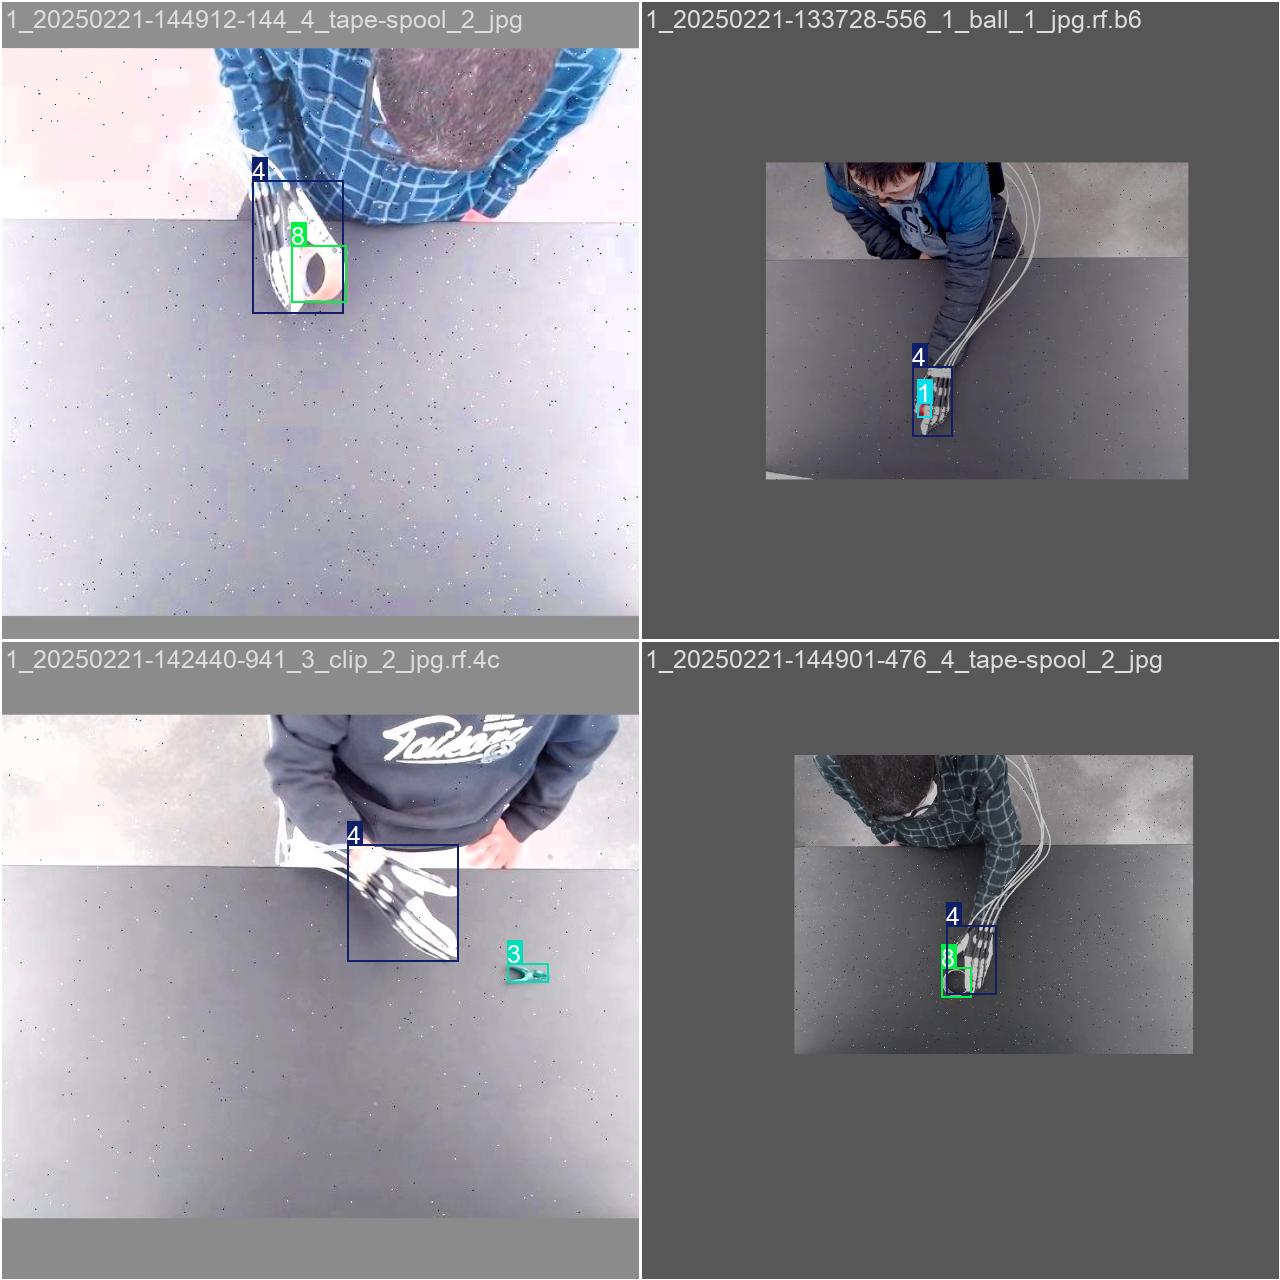 1_20250221-144912-144_4_tape-spool_2_jpg
4
8
1_20250221-133728-556_1_ball_1_jpg.rf.b6
4
1
1_20250221-142440-941_3_clip_2_jpg.rf.4c
Taikang
4
3
1_20250221-144901-476_4_tape-spool_2_jpg
4
8